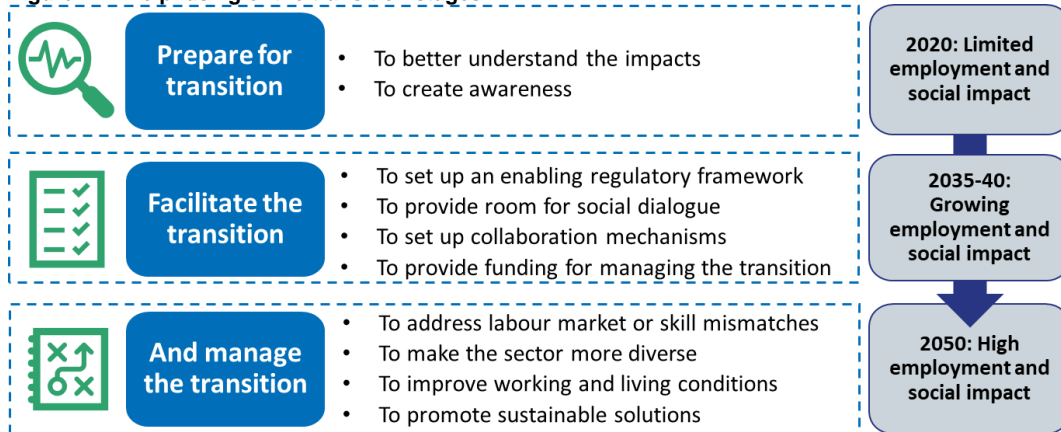 Prepare for
transition
• To better understand the impacts
• To create awareness
2020: Limited
employment and
social impact
Facilitate the
transition
• To set up an enabling regulatory framework
• To provide room for social dialogue
• To set up collaboration mechanisms
• To provide funding for managing the transition
2035-40:
Growing
employment and
social impact
And manage
the transition
• To address labour market or skill mismatches
• To make the sector more diverse
• To improve working and living conditions
• To promote sustainable solutions
2050: High
employment and
social impact